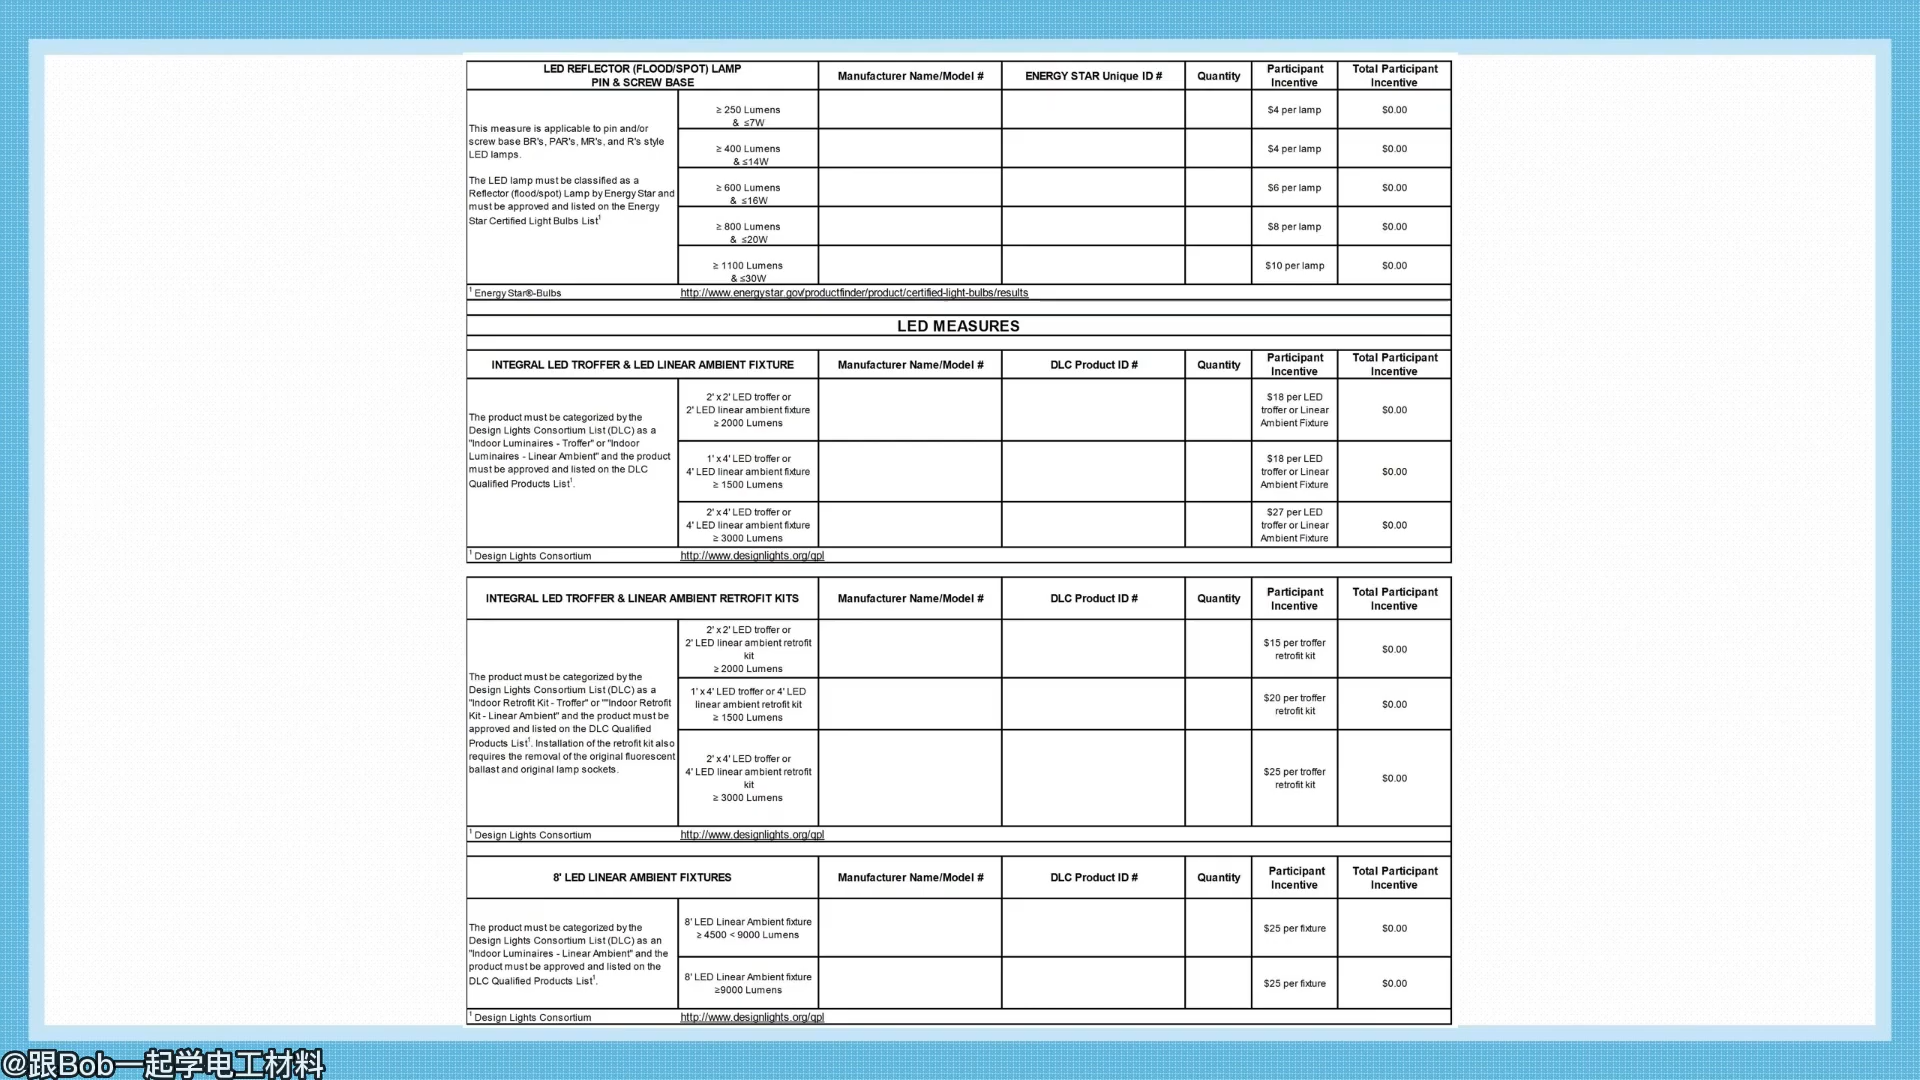 LED REFLECTOR (FLOOD/SPOT) LAMP
PIN & SCREW BASE
Manufacturer Name/Model #
ENERGY STAR Unique ID #
Quantity
Participant
Incentive
Total Participant
Incentive
This measure is applicable to pin and/or
screw base BR's, PAR's, MR's, and R's style
LED lamps.
The LED lamp must be classified as a
Reflector (flood/spot) Lamp by Energy Star and
must be approved and listed on the Energy
Star Certified Light Bulbs List¹
≥ 250 Lumens
& ≤7W
$4 per lamp
$0.00
≥ 400 Lumens
& ≤14W
$4 per lamp
$0.00
≥ 600 Lumens
& ≤16W
$6 per lamp
$0.00
≥ 800 Lumens
& ≤20W
$8 per lamp
$0.00
≥ 1100 Lumens
& ≤30W
$10 per lamp
$0.00
¹ Energy Star®-Bulbs
http://www.energystar.gov/productfinder/product/certified-light-bulbs/results
LED MEASURES
INTEGRAL LED TROFFER & LED LINEAR AMBIENT FIXTURE
Manufacturer Name/Model #
DLC Product ID #
Quantity
Participant
Incentive
Total Participant
Incentive
The product must be categorized by the
Design Lights Consortium List (DLC) as a
"Indoor Luminaires - Troffer" or "Indoor
Luminaires - Linear Ambient" and the product
must be approved and listed on the DLC
Qualified Products List¹.
2' x 2' LED troffer or
2' LED linear ambient fixture
≥ 2000 Lumens
$18 per LED
troffer or Linear
Ambient Fixture
$0.00
1' x 4' LED troffer or
4' LED linear ambient fixture
≥ 1500 Lumens
$18 per LED
troffer or Linear
Ambient Fixture
$0.00
2' x 4' LED troffer or
4' LED linear ambient fixture
≥ 3000 Lumens
$27 per LED
troffer or Linear
Ambient Fixture
$0.00
¹ Design Lights Consortium
http://www.designlights.org/qpl
INTEGRAL LED TROFFER & LINEAR AMBIENT RETROFIT KITS
Manufacturer Name/Model #
DLC Product ID #
Quantity
Participant
Incentive
Total Participant
Incentive
The product must be categorized by the
Design Lights Consortium List (DLC) as a
"Indoor Retrofit Kit - Troffer" or ""Indoor Retrofit
Kit - Linear Ambient" and the product must be
approved and listed on the DLC Qualified
Products List¹. Installation of the retrofit kit also
requires the removal of the original fluorescent
ballast and original lamp sockets.
2' x 2' LED troffer or
2' LED linear ambient retrofit
kit
≥ 2000 Lumens
$15 per troffer
retrofit kit
$0.00
1' x 4' LED troffer or 4' LED
linear ambient retrofit kit
≥ 1500 Lumens
$20 per troffer
retrofit kit
$0.00
2' x 4' LED troffer or
4' LED linear ambient retrofit
kit
≥ 3000 Lumens
$25 per troffer
retrofit kit
$0.00
¹ Design Lights Consortium
http://www.designlights.org/qpl
8' LED LINEAR AMBIENT FIXTURES
Manufacturer Name/Model #
DLC Product ID #
Quantity
Participant
Incentive
Total Participant
Incentive
The product must be categorized by the
Design Lights Consortium List (DLC) as an
"Indoor Luminaires - Linear Ambient" and the
product must be approved and listed on the
DLC Qualified Products List¹.
8' LED Linear Ambient fixture
≥ 4500 < 9000 Lumens
$25 per fixture
$0.00
8' LED Linear Ambient fixture
≥9000 Lumens
$25 per fixture
$0.00
¹ Design Lights Consortium
http://www.designlights.org/qpl
@跟Bob一起学电工材料